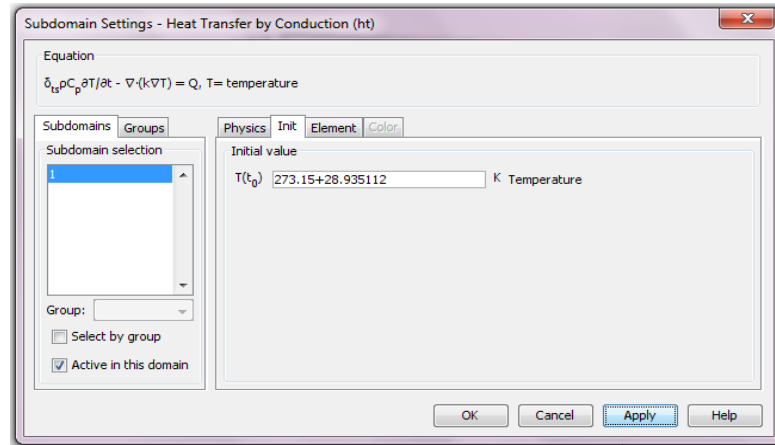 Subdomain Settings - Heat Transfer by Conduction (ht)
Equation
δtsρCp∂T/∂t - ∇·(k∇T) = Q, T= temperature
Subdomains Groups
Physics Init Element Color
Subdomain selection
Initial value
1
T(t0) 273.15+28.935112 K Temperature
Group:
Select by group
Active in this domain
OK Cancel Apply Help